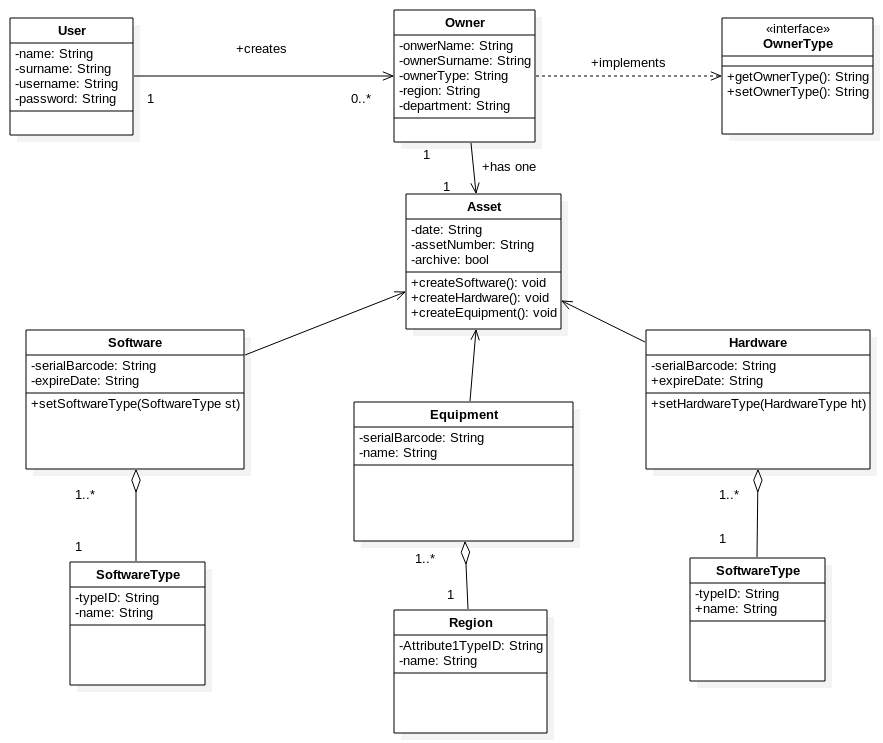 User
-name: String
-surname: String
-username: String
-password: String
+creates
1
0..*
Owner
-onwerName: String
-ownerSurname: String
-ownerType: String
-region: String
-department: String
+implements
«interface»
OwnerType
+getOwnerType(): String
+setOwnerType(): String
1
+has one
1
Asset
-date: String
-assetNumber: String
-archive: bool
+createSoftware(): void
+createHardware(): void
+createEquipment(): void
Software
-serialBarcode: String
-expireDate: String
+setSoftwareType(SoftwareType st)
Equipment
-serialBarcode: String
-name: String
Hardware
-serialBarcode: String
+expireDate: String
+setHardwareType(HardwareType ht)
1..*
1
SoftwareType
-typeID: String
-name: String
1..*
1
Region
-Attribute1TypeID: String
-name: String
1..*
1
SoftwareType
-typeID: String
+name: String